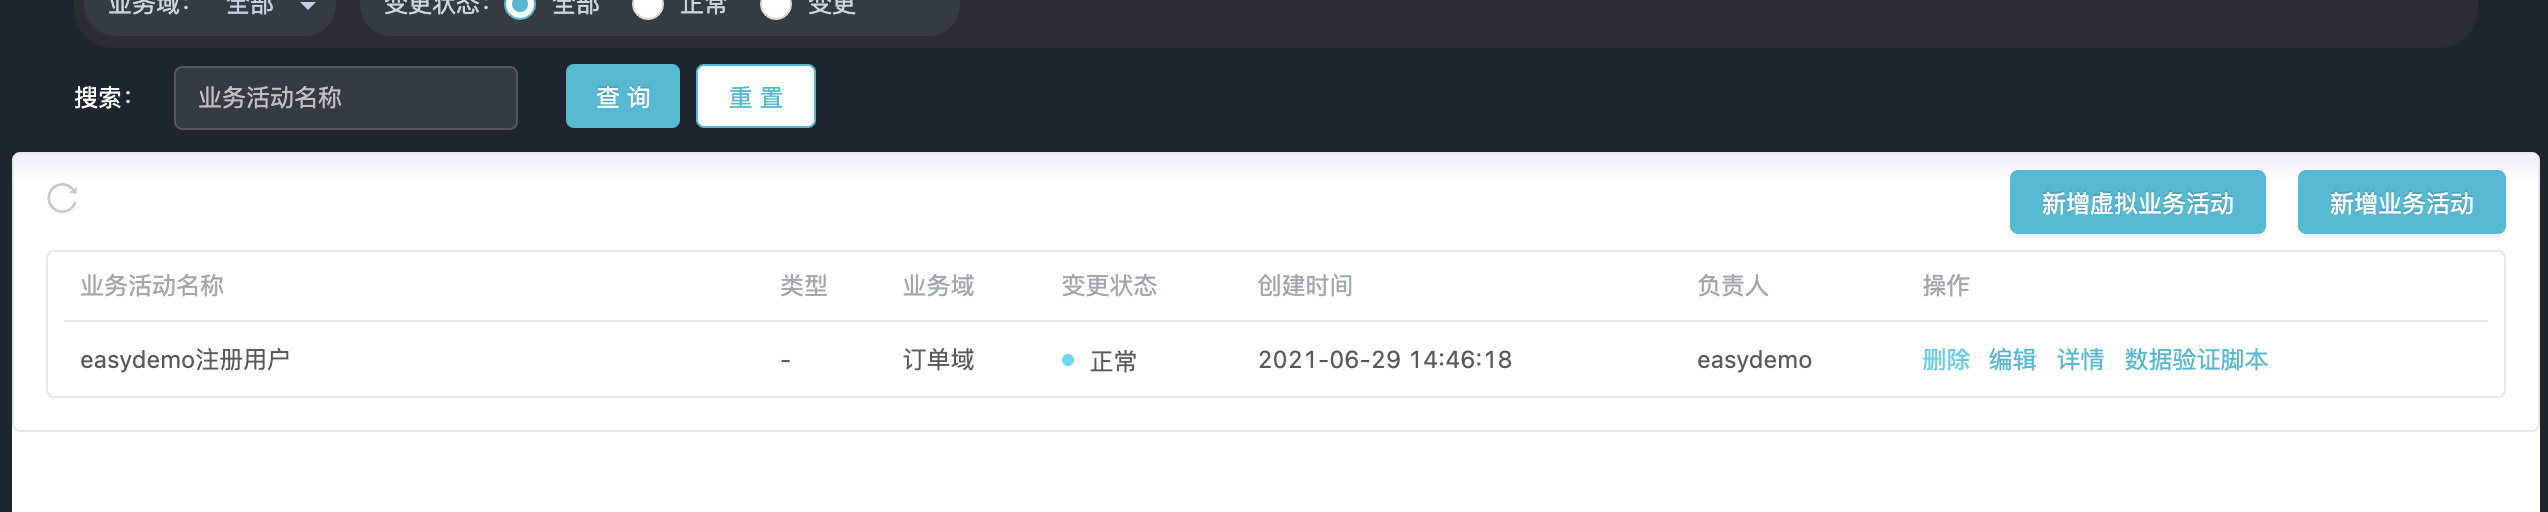 业务域： 全部 变更状态： 全部 正常 变更
搜索： 业务活动名称 查 询 重 置
新增虚拟业务活动 新增业务活动
业务活动名称 类型 业务域 变更状态 创建时间 负责人 操作
easydemo注册用户 - 订单域 正常 2021-06-29 14:46:18 easydemo 删除 编辑 详情 数据验证脚本